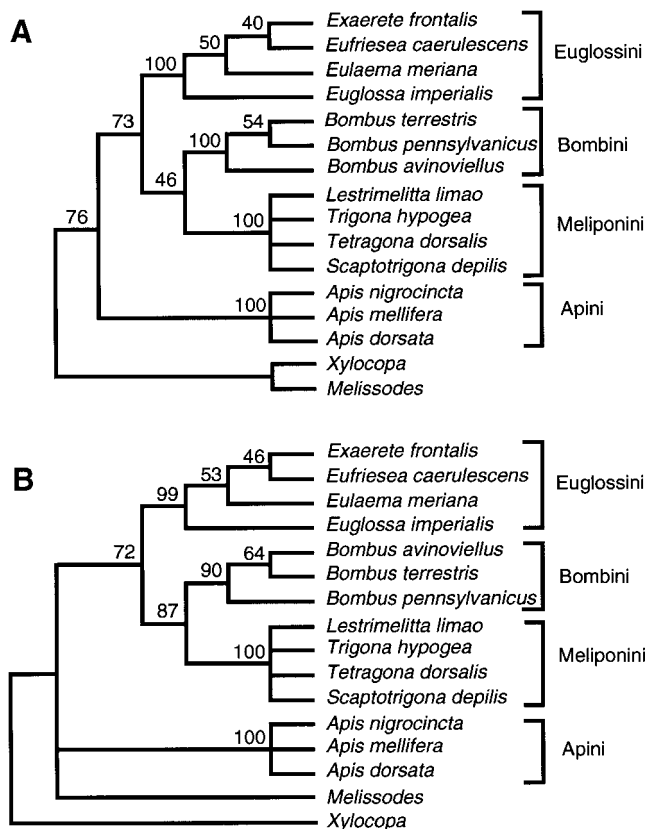 A
40
Exaerete frontalis
50
Eufriesea caerulescens
Euglossini
100
Eulaema meriana
Euglossa imperialis
73
54
Bombus terrestris
100
Bombus pennsylvanicus
Bombini
46
Bombus avinoviellus
Lestrimelitta limao
76
100
Trigona hypogea
Meliponini
Tetragona dorsalis
Scaptotrigona depilis
Apis nigrocincta
100
Apis mellifera
Apini
Apis dorsata
Xylocopa
Melissodes
B
46
Exaerete frontalis
53
Eufriesea caerulescens
Euglossini
99
Eulaema meriana
Euglossa imperialis
72
64
Bombus avinoviellus
90
Bombus terrestris
Bombini
87
Bombus pennsylvanicus
Lestrimelitta limao
100
Trigona hypogea
Meliponini
Tetragona dorsalis
Scaptotrigona depilis
Apis nigrocincta
100
Apis mellifera
Apini
Apis dorsata
Melissodes
Xylocopa